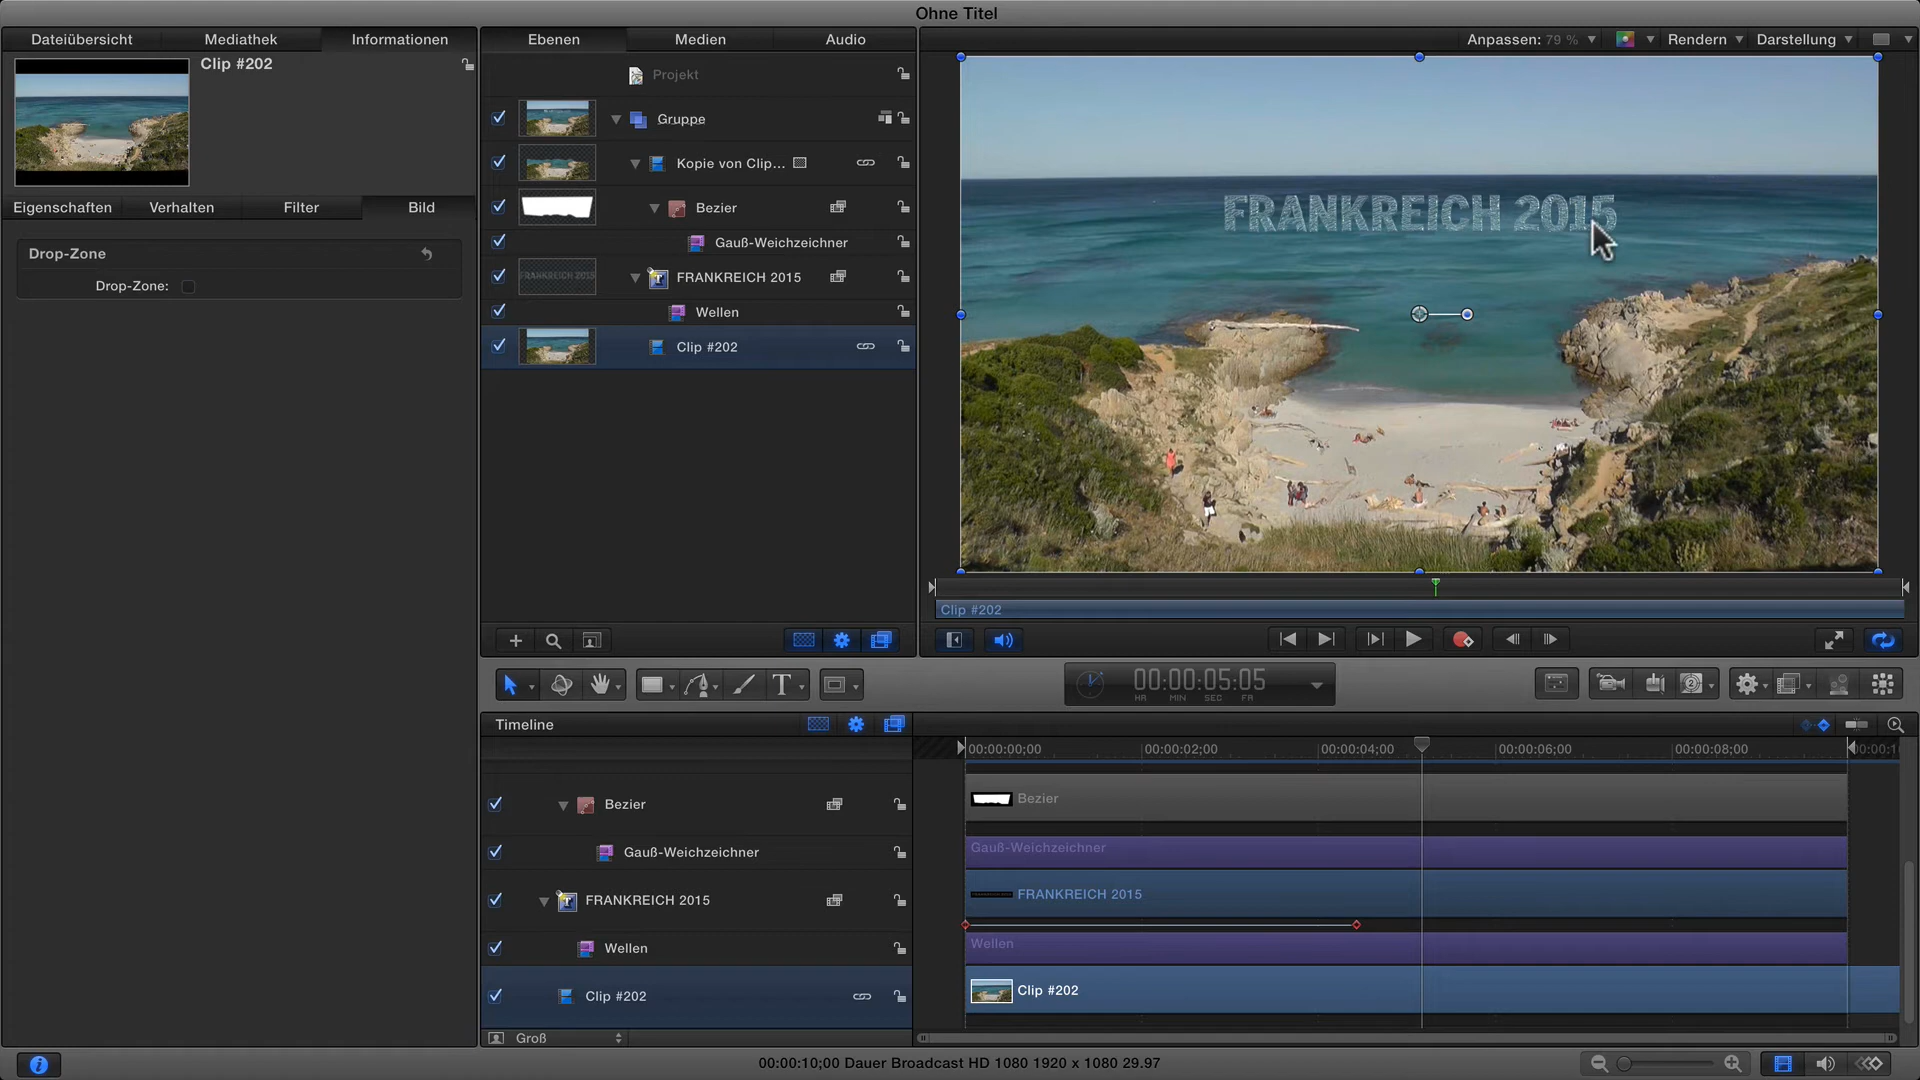 Ohne Titel
Dateiübersicht
Mediathek
Informationen
Ebenen
Medien
Audio
Anpassen: 79 %
Rendern
Darstellung
Clip #202
Projekt
Gruppe
Kopie von Clip...
Eigenschaften
Verhalten
Filter
Bild
Bezier
Gauß-Weichzeichner
Drop-Zone
Drop-Zone:
FRANKREICH 2015
Wellen
Clip #202
FRANKREICH 2015
Clip #202
00:00:05:05
HR MIN SEC FR
Timeline
00:00:00;00
00:00:02;00
00:00:04;00
00:00:06;00
00:00:08;00
00:00:1
Bezier
Bezier
Gauß-Weichzeichner
Gauß-Weichzeichner
FRANKREICH 2015
FRANKREICH 2015
Wellen
Wellen
Clip #202
Clip #202
Groß
00:00:10;00 Dauer Broadcast HD 1080 1920 x 1080 29.97